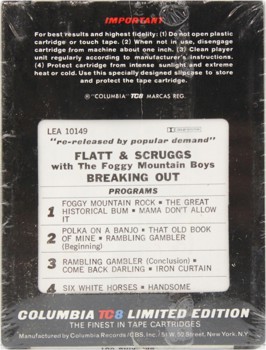 IMPORTANT
For best results and highest fidelity: (1) Do not open plastic
cartridge or touch tape. (2) When not in use, disengage
cartridge from machine about one inch. (3) Clean player
unit regularly according to manufacturer's instructions.
(4) Protect cartridge from intense sunlight and extreme
heat or cold. Use this specially designed slipcase to store
and protect the tape cartridge.
® "COLUMBIA" TC8 MARCAS REG.
LEA 10149
"re-released by popular demand"
FLATT & SCRUGGS
with The Foggy Mountain Boys
BREAKING OUT
PROGRAMS
1 FOGGY MOUNTAIN ROCK • THE GREAT
HISTORICAL BUM • MAMA DON'T ALLOW
IT
2 POLKA ON A BANJO • THAT OLD BOOK
OF MINE • RAMBLING GAMBLER
(Beginning)
3 RAMBLING GAMBLER (Conclusion) •
COME BACK DARLING • IRON CURTAIN
4 SIX WHITE HORSES • HANDSOME
COLUMBIA TC8 LIMITED EDITION
THE FINEST IN TAPE CARTRIDGES
Manufactured by Columbia Records/CBS, Inc./51 W. 52 Street, New York, N.Y.